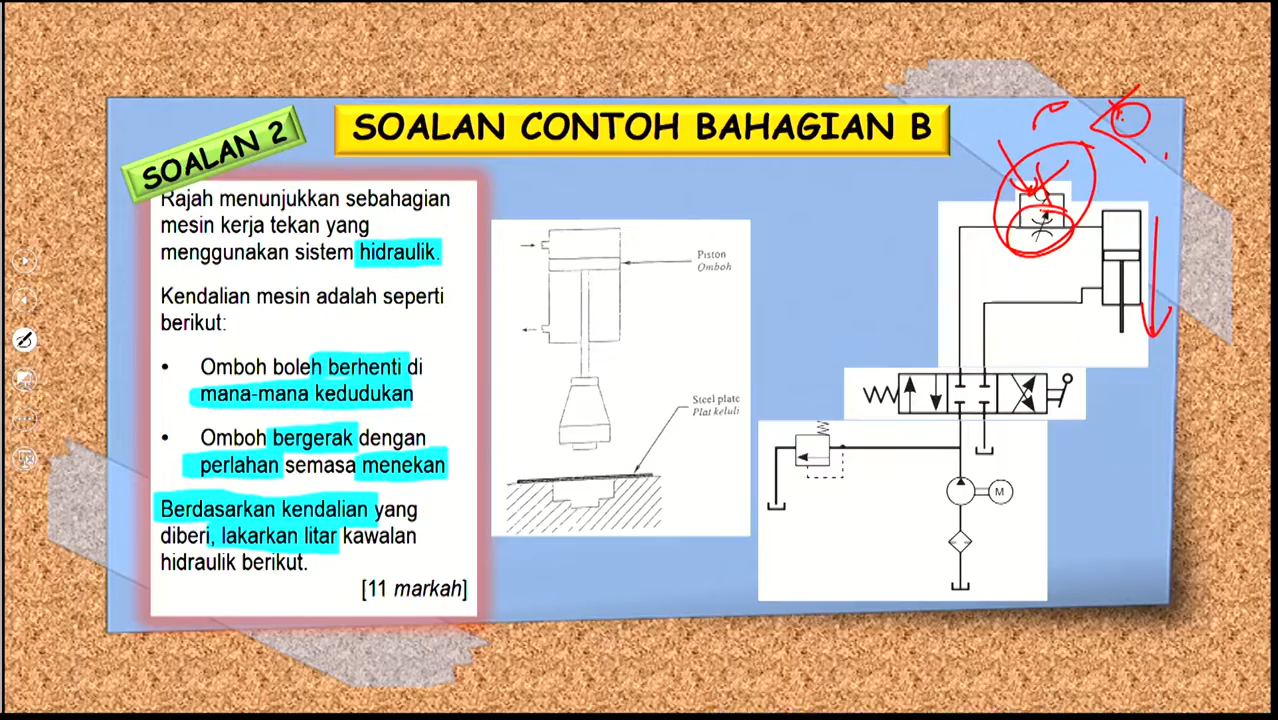 SOALAN CONTOH BAHAGIAN B
SOALAN 2
Rajah menunjukkan sebahagian
mesin kerja tekan yang
menggunakan sistem hidraulik.
Kendalian mesin adalah seperti
berikut:
• Omboh boleh berhenti di
mana-mana kedudukan
• Omboh bergerak dengan
perlahan semasa menekan
Berdasarkan kendalian yang
diberi, lakarkan litar kawalan
hidraulik berikut.
[11 markah]
Piston
Omboh
Steel plate
Plat keluli
M